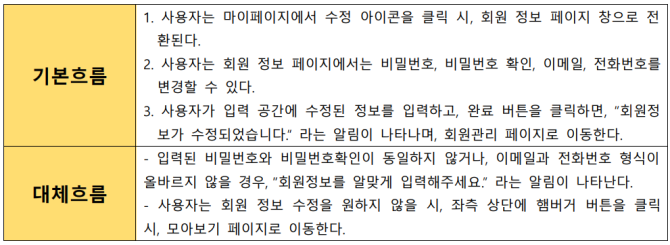 기본흐름
1. 사용자는 마이페이지에서 수정 아이콘을 클릭 시, 회원 정보 페이지 창으로 전
환된다.
2. 사용자는 회원 정보 페이지에서는 비밀번호, 비밀번호 확인, 이메일, 전화번호를
변경할 수 있다.
3. 사용자가 입력 공간에 수정된 정보를 입력하고, 완료 버튼을 클릭하면, “회원정
보가 수정되었습니다.” 라는 알림이 나타나며, 회원관리 페이지로 이동한다.
대체흐름
- 입력된 비밀번호와 비밀번호확인이 동일하지 않거나, 이메일과 전화번호 형식이
올바르지 않을 경우, “회원정보를 알맞게 입력해주세요.” 라는 알림이 나타난다.
- 사용자는 회원 정보 수정을 원하지 않을 시, 좌측 상단에 햄버거 버튼을 클릭
시, 모아보기 페이지로 이동한다.